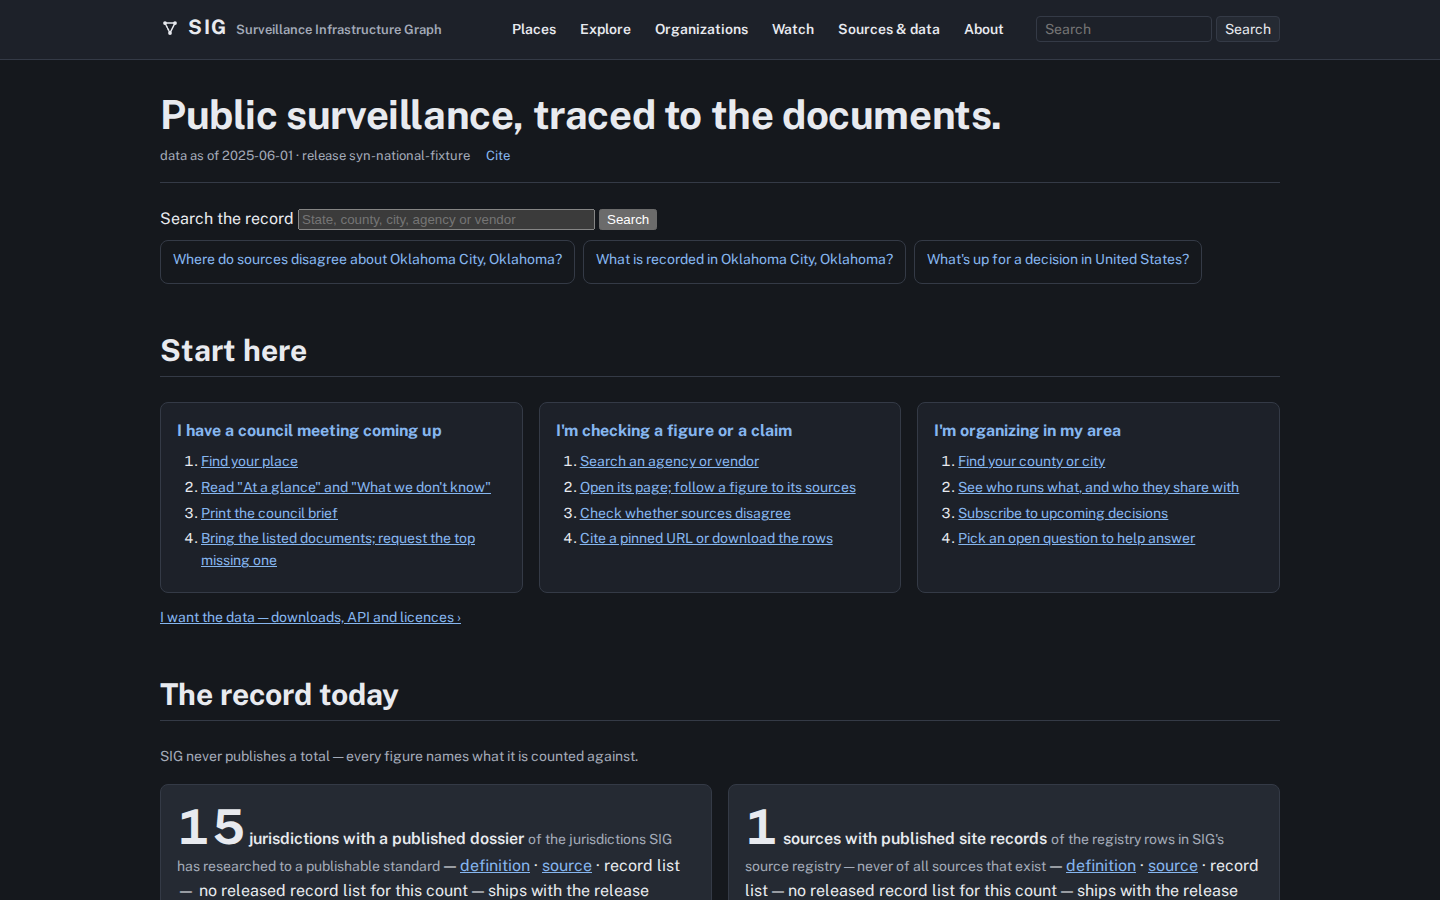 SIG Surveillance Infrastructure Graph Places Explore Organizations Watch Sources & data About Search Search
Public surveillance, traced to the documents.
data as of 2025-06-01 · release syn-national-fixture Cite
Search the record State, county, city, agency or vendor Search
Where do sources disagree about Oklahoma City, Oklahoma? What is recorded in Oklahoma City, Oklahoma? What's up for a decision in United States?
Start here
I have a council meeting coming up
1. Find your place
2. Read "At a glance" and "What we don't know"
3. Print the council brief
4. Bring the listed documents; request the top
missing one
I'm checking a figure or a claim
1. Search an agency or vendor
2. Open its page; follow a figure to its sources
3. Check whether sources disagree
4. Cite a pinned URL or download the rows
I'm organizing in my area
1. Find your county or city
2. See who runs what, and who they share with
3. Subscribe to upcoming decisions
4. Pick an open question to help answer
I want the data — downloads, API and licences ›
The record today
SIG never publishes a total — every figure names what it is counted against.
15 jurisdictions with a published dossier of the jurisdictions SIG
has researched to a publishable standard — definition · source · record list
— no released record list for this count — ships with the release
1 sources with published site records of the registry rows in SIG's
source registry — never of all sources that exist — definition · source · record
list — no released record list for this count — ships with the release